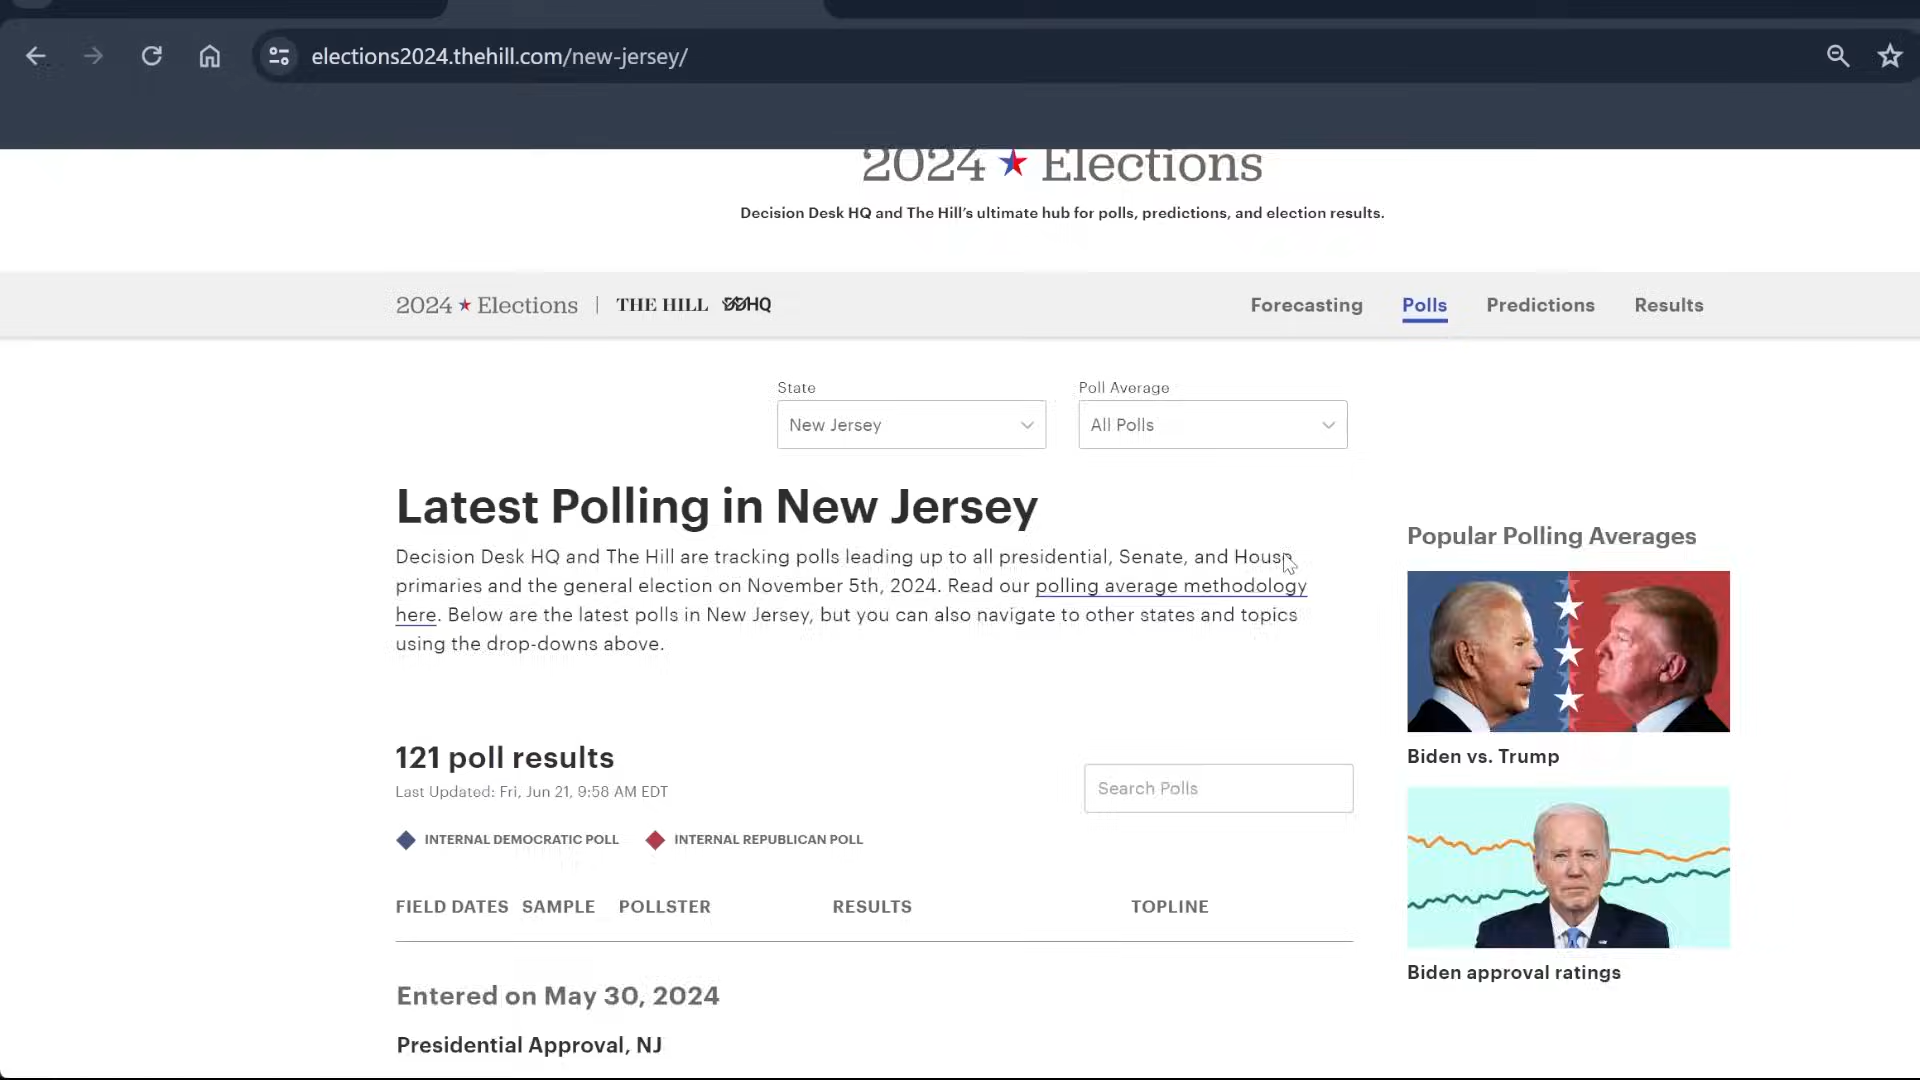 elections2024.thehill.com/new-jersey/
2024 Elections
Decision Desk HQ and The Hill's ultimate hub for polls, predictions, and election results.
2024 Elections | THE HILL DDHQ
Forecasting Polls Predictions Results
State
New Jersey
Poll Average
All Polls
Latest Polling in New Jersey
Decision Desk HQ and The Hill are tracking polls leading up to all presidential, Senate, and House
primaries and the general election on November 5th, 2024. Read our polling average methodology
here. Below are the latest polls in New Jersey, but you can also navigate to other states and topics
using the drop-downs above.
121 poll results
Last Updated: Fri, Jun 21, 9:58 AM EDT
Search Polls
INTERNAL DEMOCRATIC POLL INTERNAL REPUBLICAN POLL
FIELD DATES SAMPLE POLLSTER RESULTS TOPLINE
Entered on May 30, 2024
Presidential Approval, NJ
Popular Polling Averages
Biden vs. Trump
Biden approval ratings